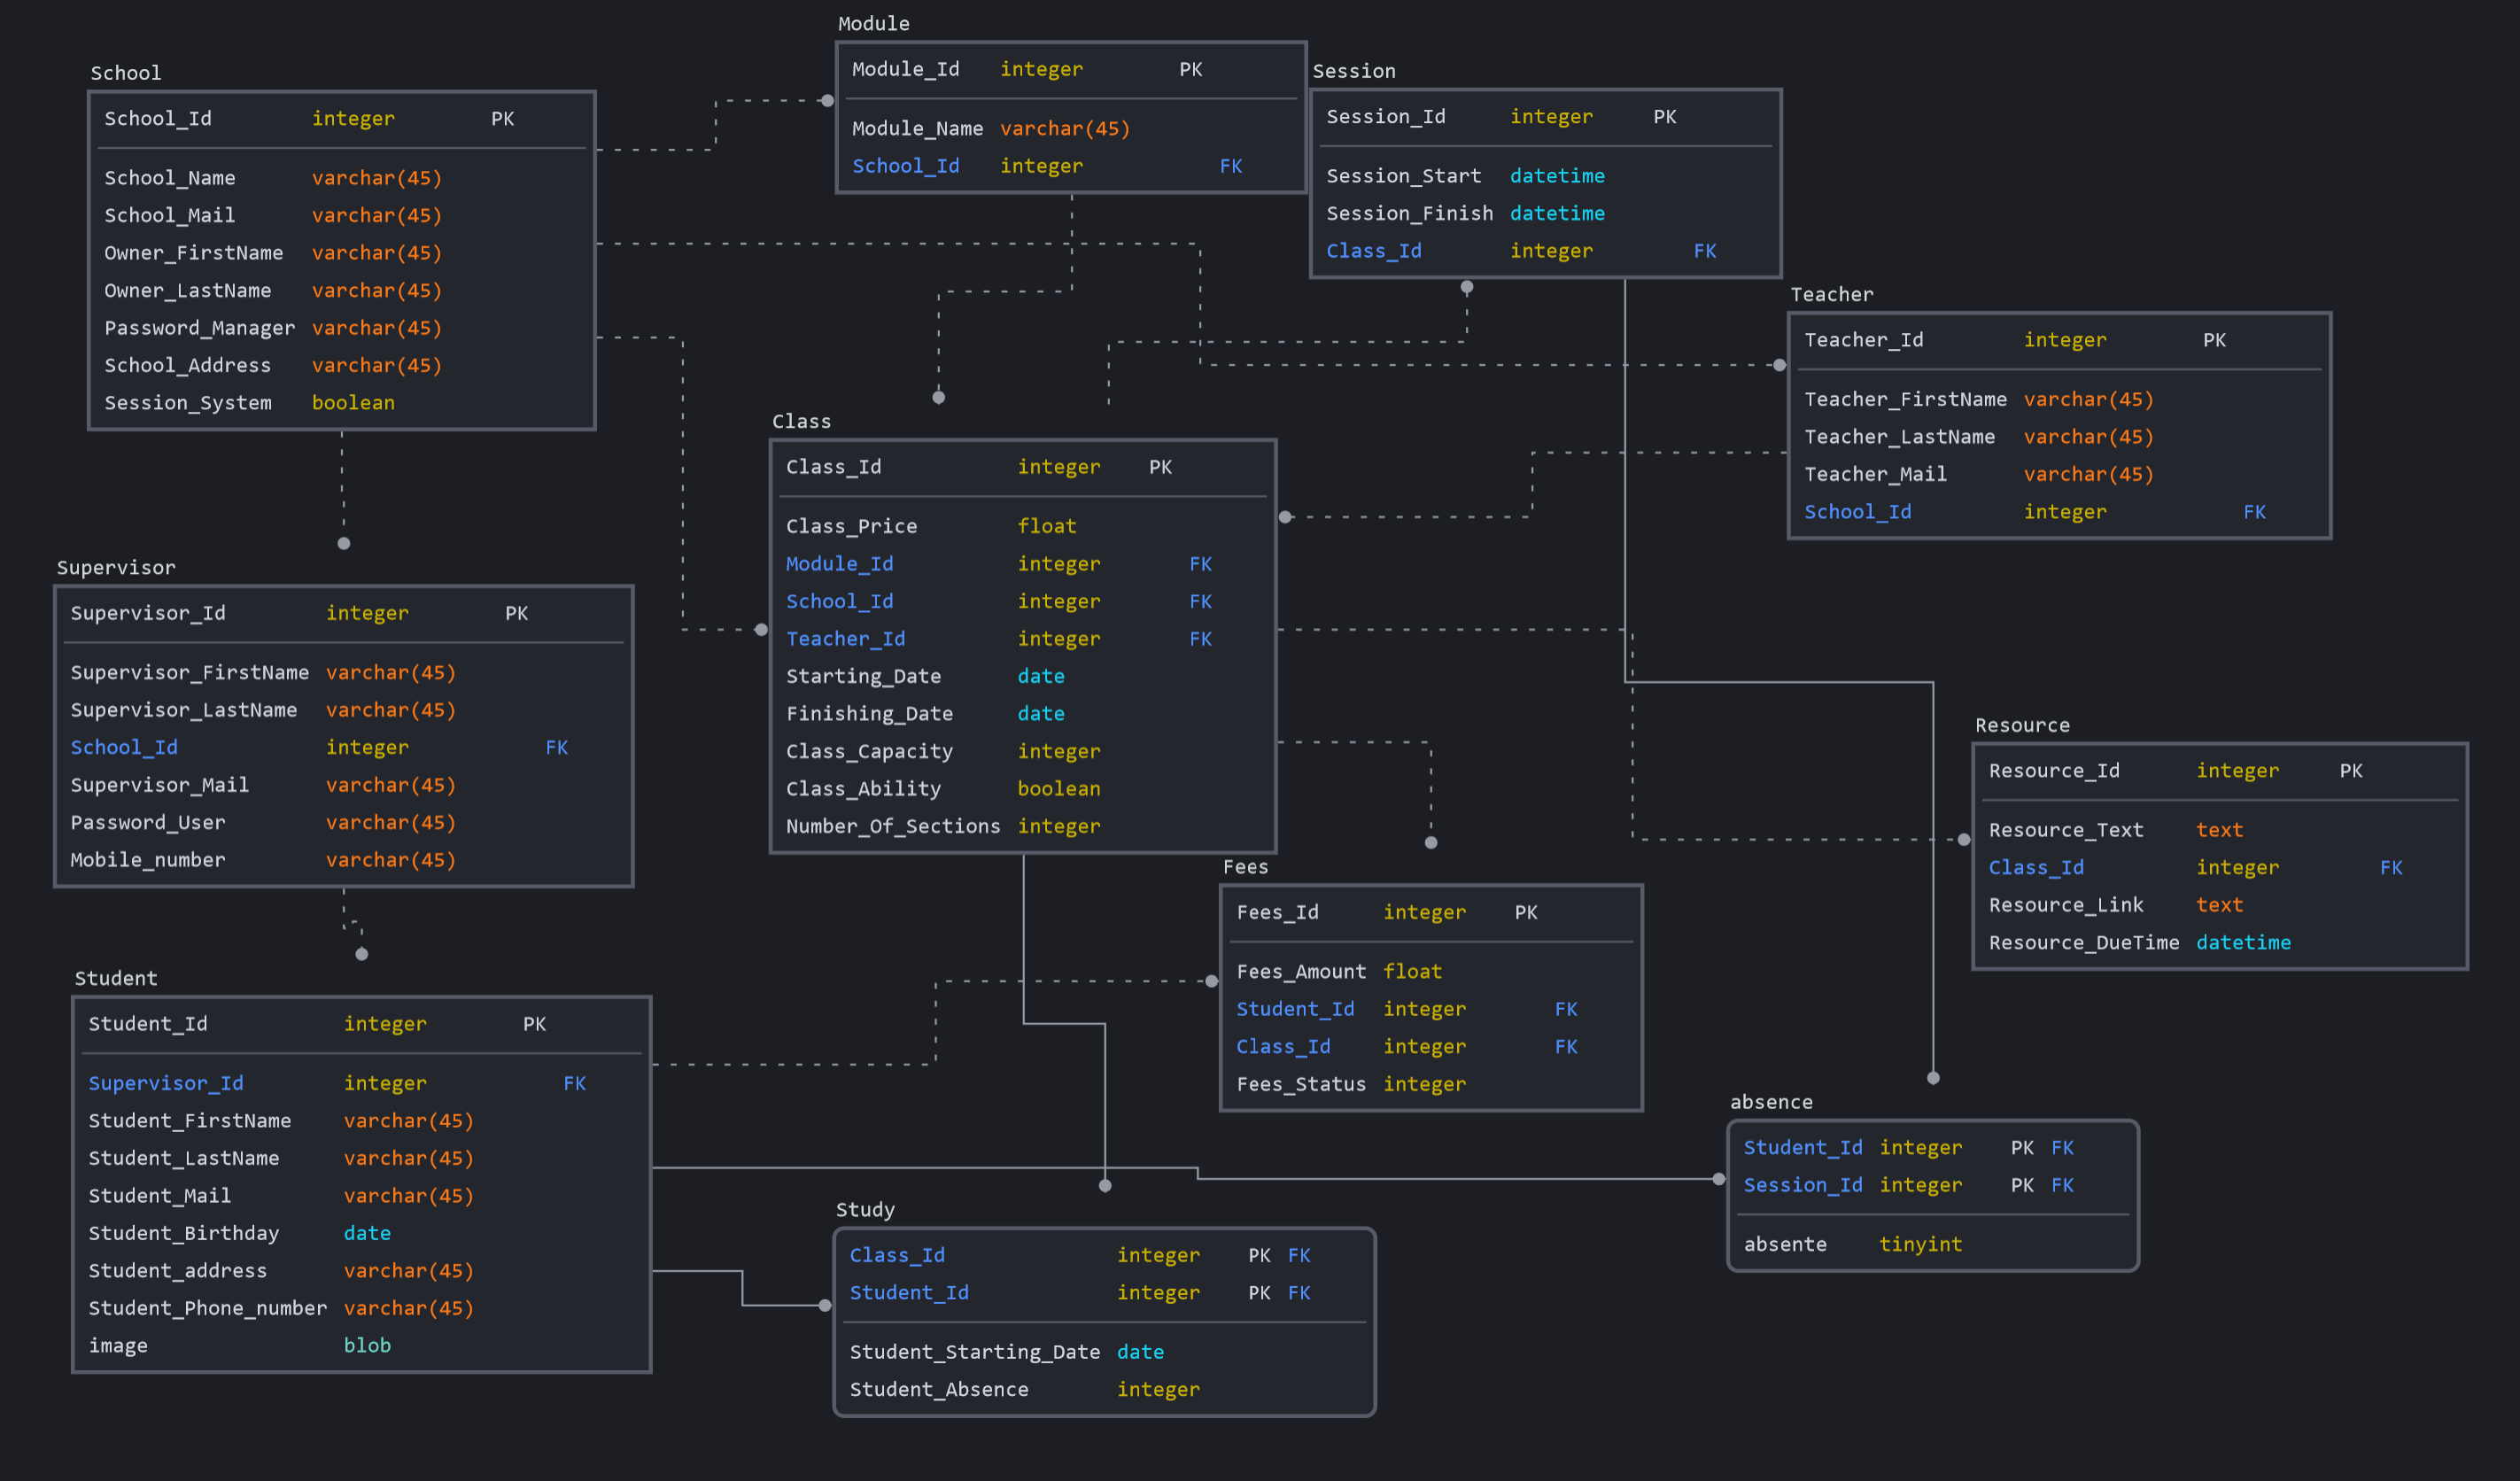 Module
Module_Id integer PK
Module_Name varchar(45)
School_Id integer FK
School
School_Id integer PK
School_Name varchar(45)
School_Mail varchar(45)
Owner_FirstName varchar(45)
Owner_LastName varchar(45)
Password_Manager varchar(45)
School_Address varchar(45)
Session_System boolean
Session
Session_Id integer PK
Session_Start datetime
Session_Finish datetime
Class_Id integer FK
Teacher
Teacher_Id integer PK
Teacher_FirstName varchar(45)
Teacher_LastName varchar(45)
Teacher_Mail varchar(45)
School_Id integer FK
Class
Class_Id integer PK
Class_Price float
Module_Id integer FK
School_Id integer FK
Teacher_Id integer FK
Starting_Date date
Finishing_Date date
Class_Capacity integer
Class_Ability boolean
Number_Of_Sections integer
Supervisor
Supervisor_Id integer PK
Supervisor_FirstName varchar(45)
Supervisor_LastName varchar(45)
School_Id integer FK
Supervisor_Mail varchar(45)
Password_User varchar(45)
Mobile_number varchar(45)
Resource
Resource_Id integer PK
Resource_Text text
Class_Id integer FK
Resource_Link text
Resource_DueTime datetime
Fees
Fees_Id integer PK
Fees_Amount float
Student_Id integer FK
Class_Id integer FK
Fees_Status integer
Student
Student_Id integer PK
Supervisor_Id integer FK
Student_FirstName varchar(45)
Student_LastName varchar(45)
Student_Mail varchar(45)
Student_Birthday date
Student_address varchar(45)
Student_Phone_number varchar(45)
image blob
absence
Student_Id integer PK FK
Session_Id integer PK FK
absente tinyint
Study
Class_Id integer PK FK
Student_Id integer PK FK
Student_Starting_Date date
Student_Absence integer